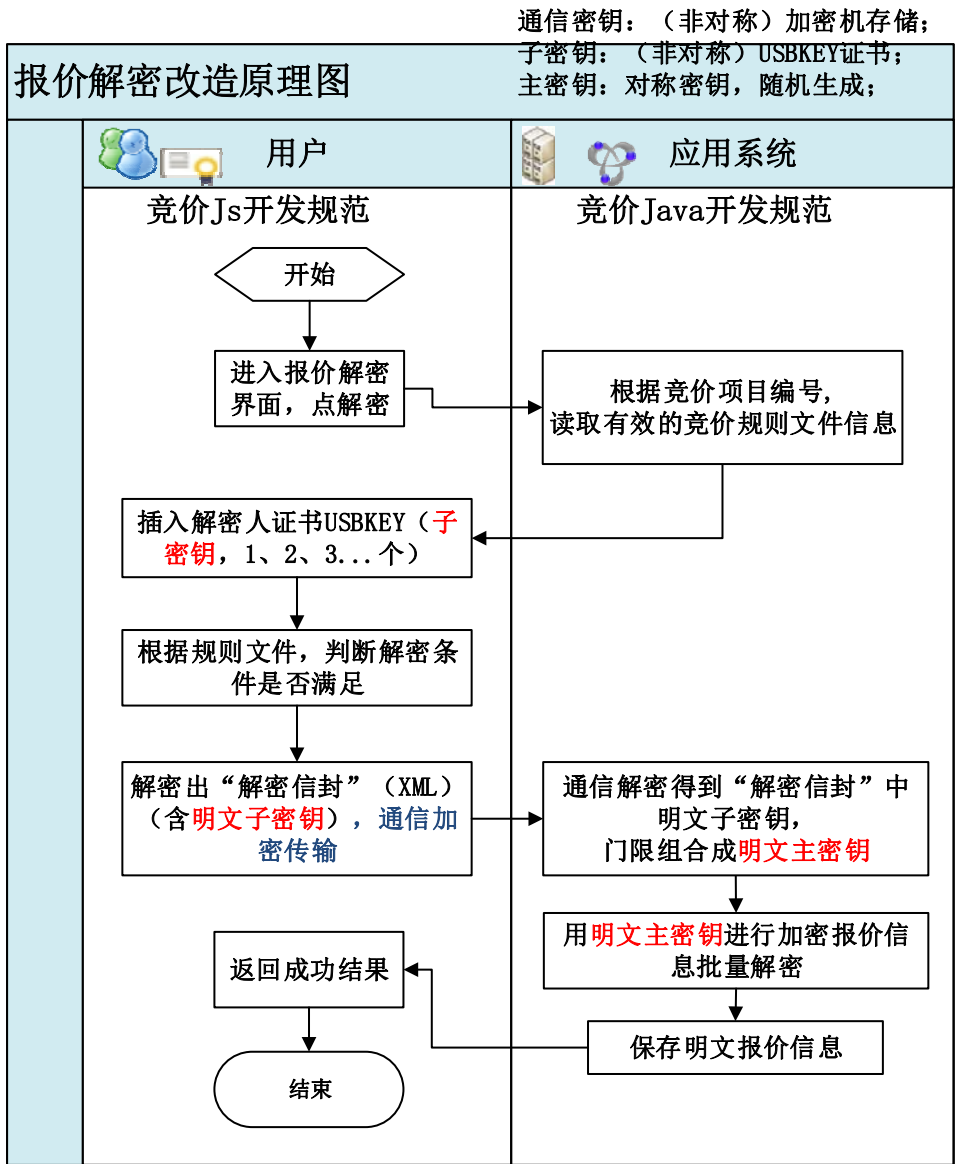 通信密钥：（非对称）加密机存储；
子密钥：（非对称）USBKEY证书；
主密钥：对称密钥，随机生成；
报价解密改造原理图
用户
应用系统
竞价Js开发规范
竞价Java开发规范
开始
进入报价解密
界面，点解密
根据竞价项目编号,
读取有效的竞价规则文件信息
插入解密人证书USBKEY（子
密钥，1、2、3...个）
根据规则文件，判断解密条
件是否满足
解密出“解密信封”（XML）
（含明文子密钥），通信加
密传输
通信解密得到“解密信封”中
明文子密钥，
门限组合成明文主密钥
用明文主密钥进行加密报价信
息批量解密
返回成功结果
保存明文报价信息
结束